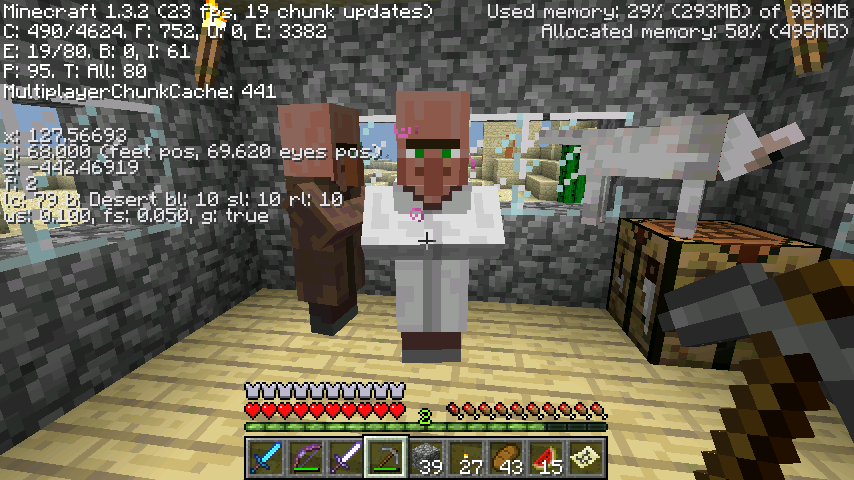 Minecraft 1.3.2 (23 fps, 19 chunk updates)
Used memory: 29% (293MB) of 989MB
C: 490/4624, F: 752, O: 0, E: 3382
Allocated memory: 50% (495MB)
E: 19/80, B: 0, I: 61
P: 95, T: All: 80
MultiplayerChunkCache: 441
x: 127.56693
y: 68.000 (feet pos, 69.620 eyes pos)
z: -442.46919
f: 2
lc: 79 b: Desert bl: 10 sl: 10 rl: 10
ws: 0.100, fs: 0.050, g: true
8
39 27 43 15